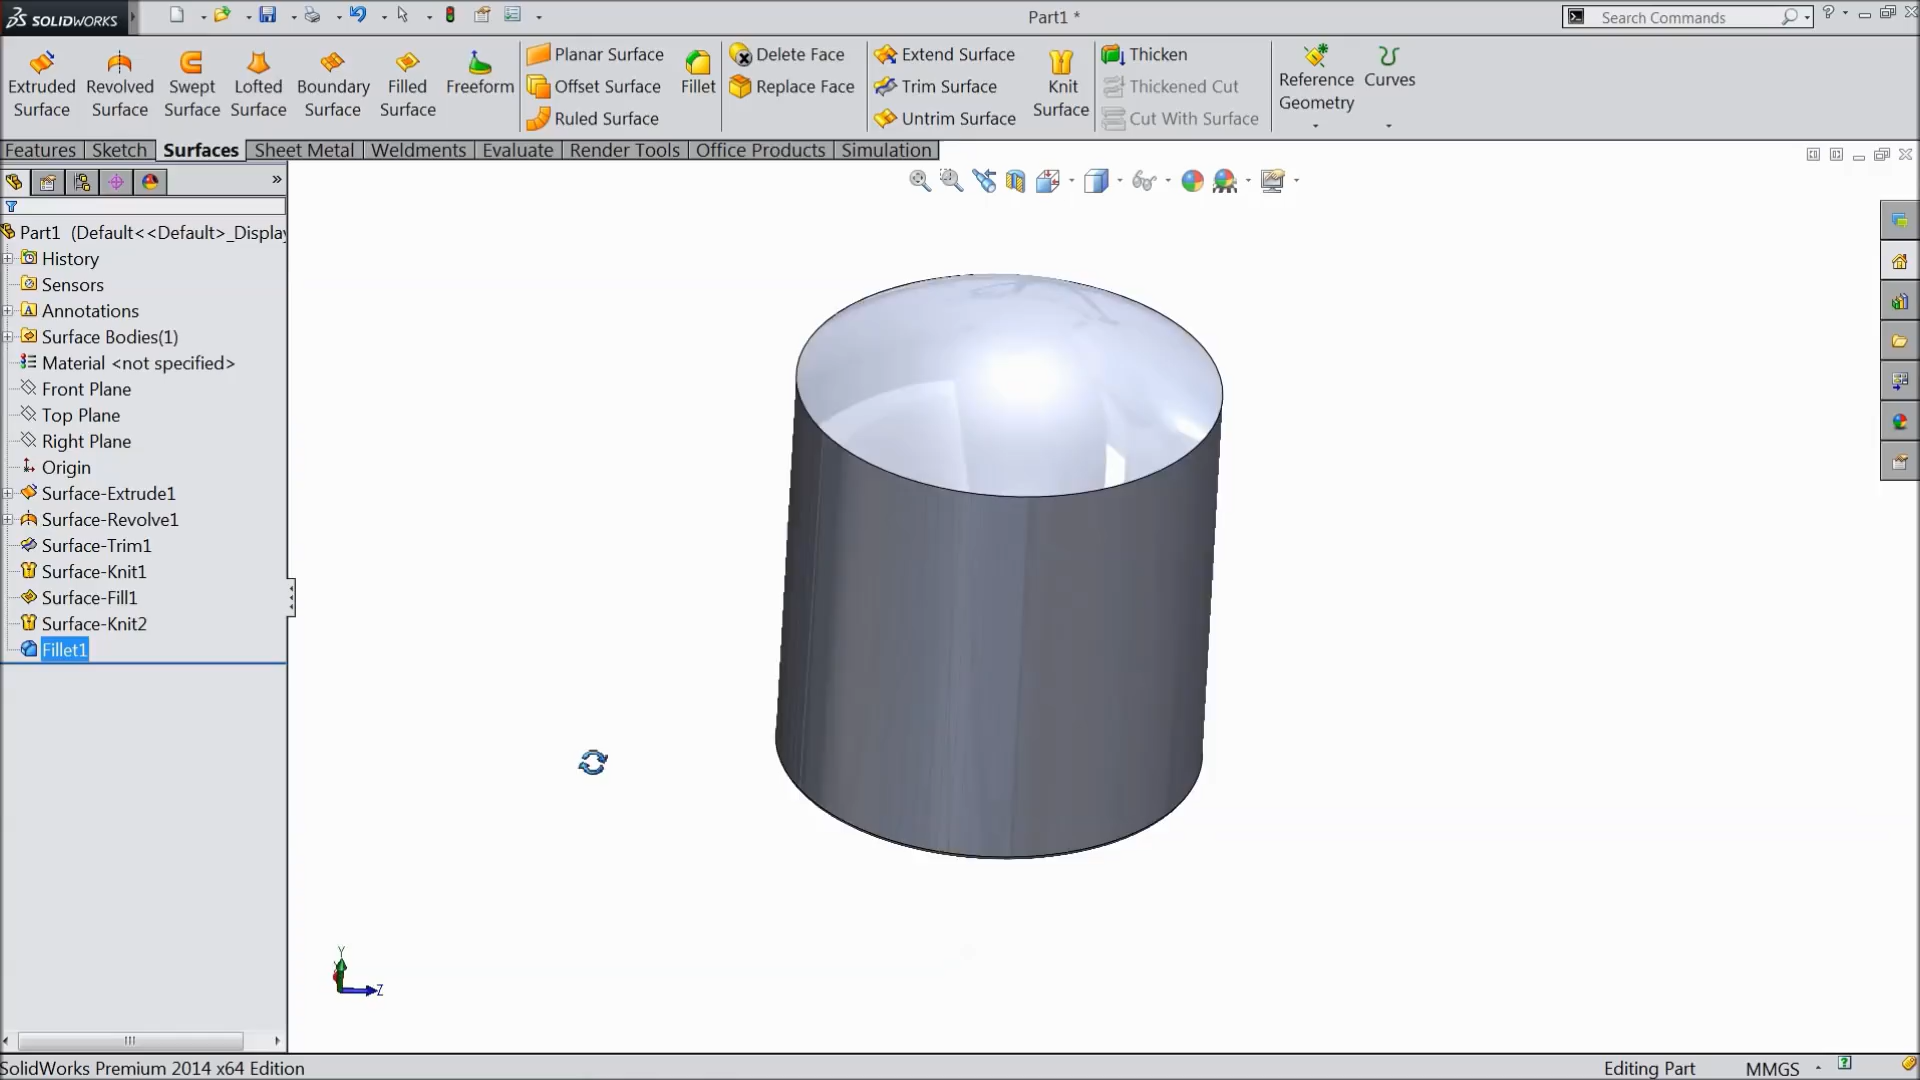 SOLIDWORKS
Part1 *
Search Commands
Extruded Surface
Revolved Surface
Swept Surface
Lofted Surface
Boundary Surface
Filled Surface
Freeform
Planar Surface
Offset Surface
Ruled Surface
Fillet
Delete Face
Replace Face
Extend Surface
Trim Surface
Untrim Surface
Knit Surface
Thicken
Thickened Cut
Cut With Surface
Reference Geometry
Curves
Features
Sketch
Surfaces
Sheet Metal
Weldments
Evaluate
Render Tools
Office Products
Simulation
Part1 (Default<<Default>_Display
History
Sensors
Annotations
Surface Bodies(1)
Material <not specified>
Front Plane
Top Plane
Right Plane
Origin
Surface-Extrude1
Surface-Revolve1
Surface-Trim1
Surface-Knit1
Surface-Fill1
Surface-Knit2
Fillet1
Y
Z
SolidWorks Premium 2014 x64 Edition
Editing Part
MMGS